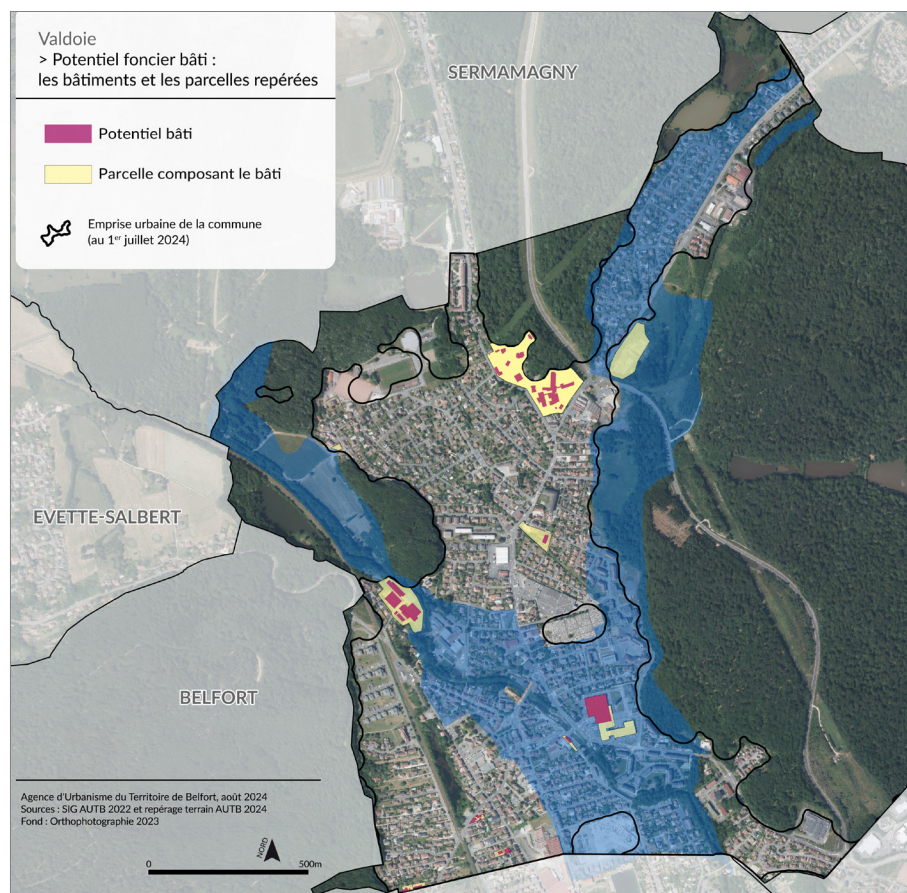 Valdoie
> Potentiel foncier bâti :
les bâtiments et les parcelles repérées
Potentiel bâti
Parcelle composant le bâti
Emprise urbaine de la commune
(au 1er juillet 2024)
SERMAMAGNY
EVETTE-SALBERT
BELFORT
Agence d'Urbanisme du Territoire de Belfort, août 2024
Sources : SIG AUTB 2022 et repérage terrain AUTB 2024
Fond : Orthophotographie 2023
NORD
0 500m